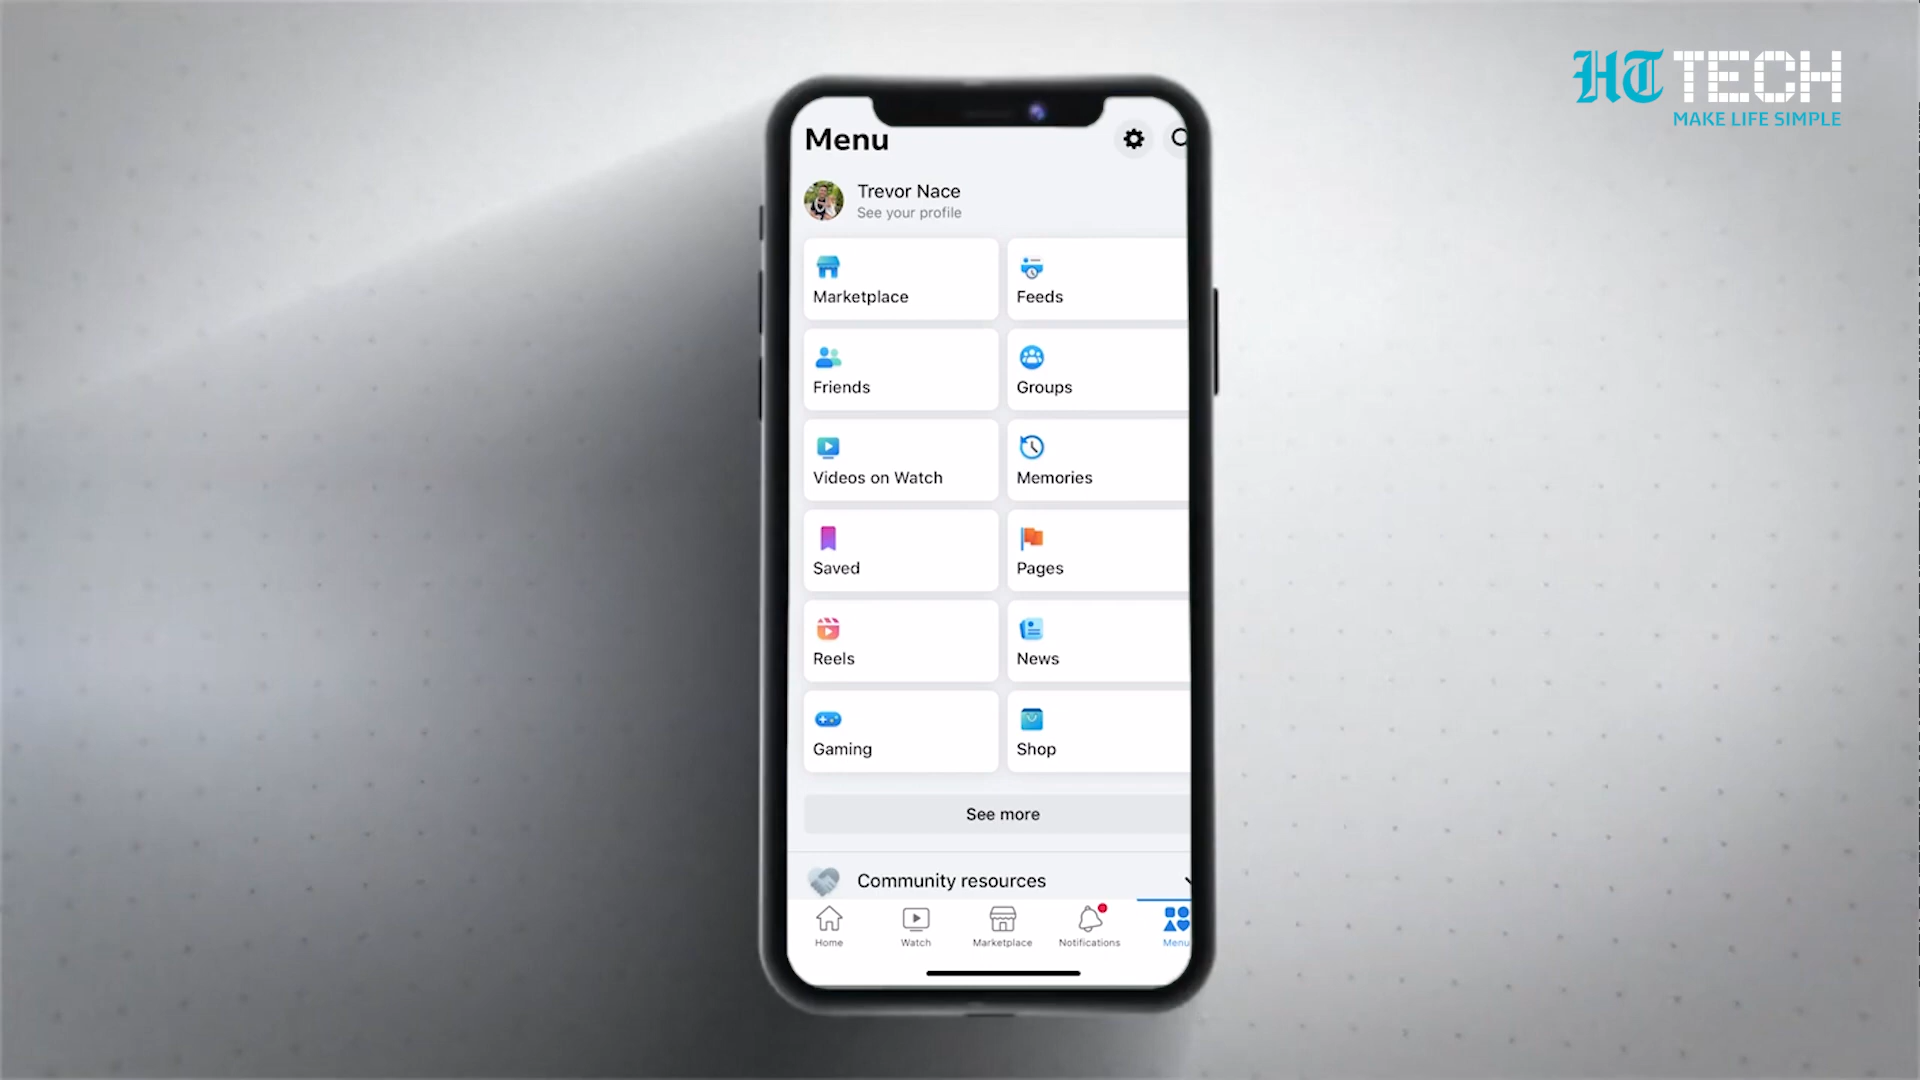 HT TECH
MAKE LIFE SIMPLE
Menu
Trevor Nace
See your profile
Marketplace
Feeds
Friends
Groups
Videos on Watch
Memories
Saved
Pages
Reels
News
Gaming
Shop
See more
Community resources
Home
Watch
Marketplace
Notifications
Menu